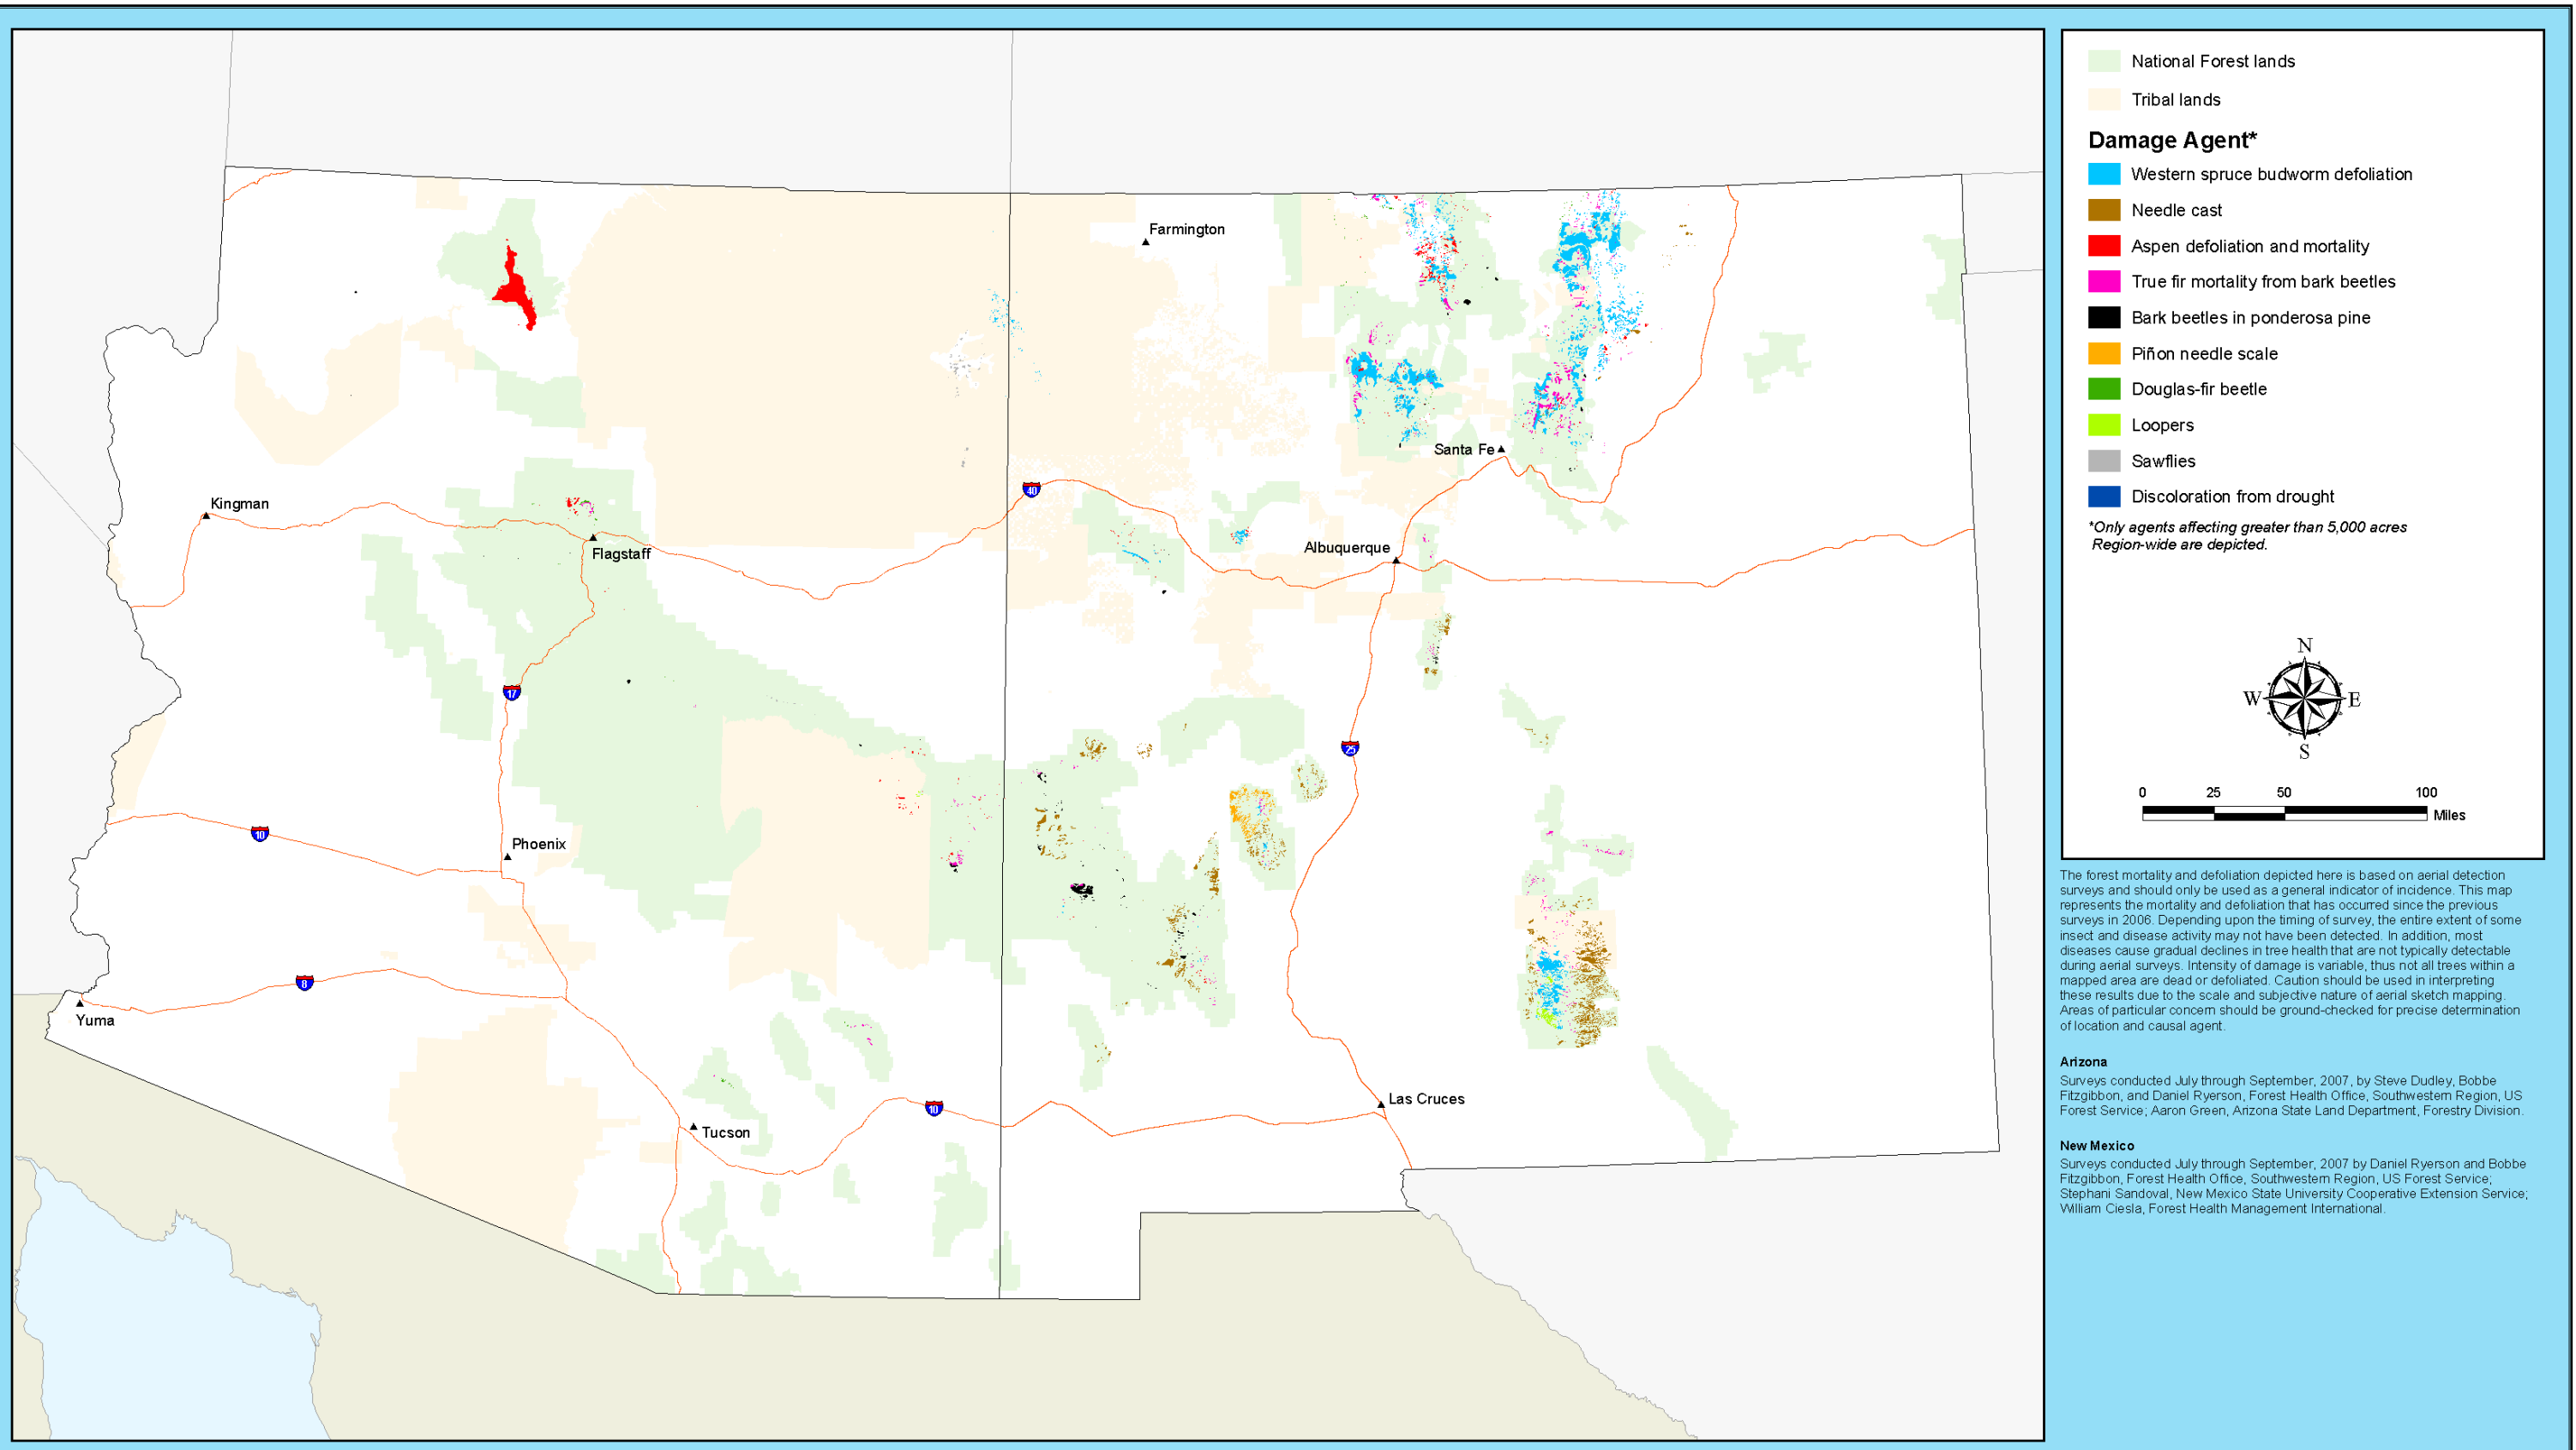 Farmington
Santa Fe
Kingman
40
Flagstaff
Albuquerque
17
25
10
Phoenix
8
Yuma
Las Cruces
10
Tucson
National Forest lands
Tribal lands
Damage Agent*
Western spruce budworm defoliation
Needle cast
Aspen defoliation and mortality
True fir mortality from bark beetles
Bark beetles in ponderosa pine
Piñon needle scale
Douglas-fir beetle
Loopers
Sawflies
Discoloration from drought
*Only agents affecting greater than 5,000 acres
Region-wide are depicted.
N
W E
S
0 25 50 100
Miles
The forest mortality and defoliation depicted here is based on aerial detection
surveys and should only be used as a general indicator of incidence. This map
represents the mortality and defoliation that has occurred since the previous
surveys in 2006. Depending upon the timing of survey, the entire extent of some
insect and disease activity may not have been detected. In addition, most
diseases cause gradual declines in tree health that are not typically detectable
during aerial surveys. Intensity of damage is variable, thus not all trees within a
mapped area are dead or defoliated. Caution should be used in interpreting
these results due to the scale and subjective nature of aerial sketch mapping.
Areas of particular concern should be ground-checked for precise determination
of location and causal agent.
Arizona
Surveys conducted July through September, 2007, by Steve Dudley, Bobbe
Fitzgibbon, and Daniel Ryerson, Forest Health Office, Southwestern Region, US
Forest Service; Aaron Green, Arizona State Land Department, Forestry Division.
New Mexico
Surveys conducted July through September, 2007 by Daniel Ryerson and Bobbe
Fitzgibbon, Forest Health Office, Southwestern Region, US Forest Service;
Stephani Sandoval, New Mexico State University Cooperative Extension Service;
William Ciesla, Forest Health Management International.